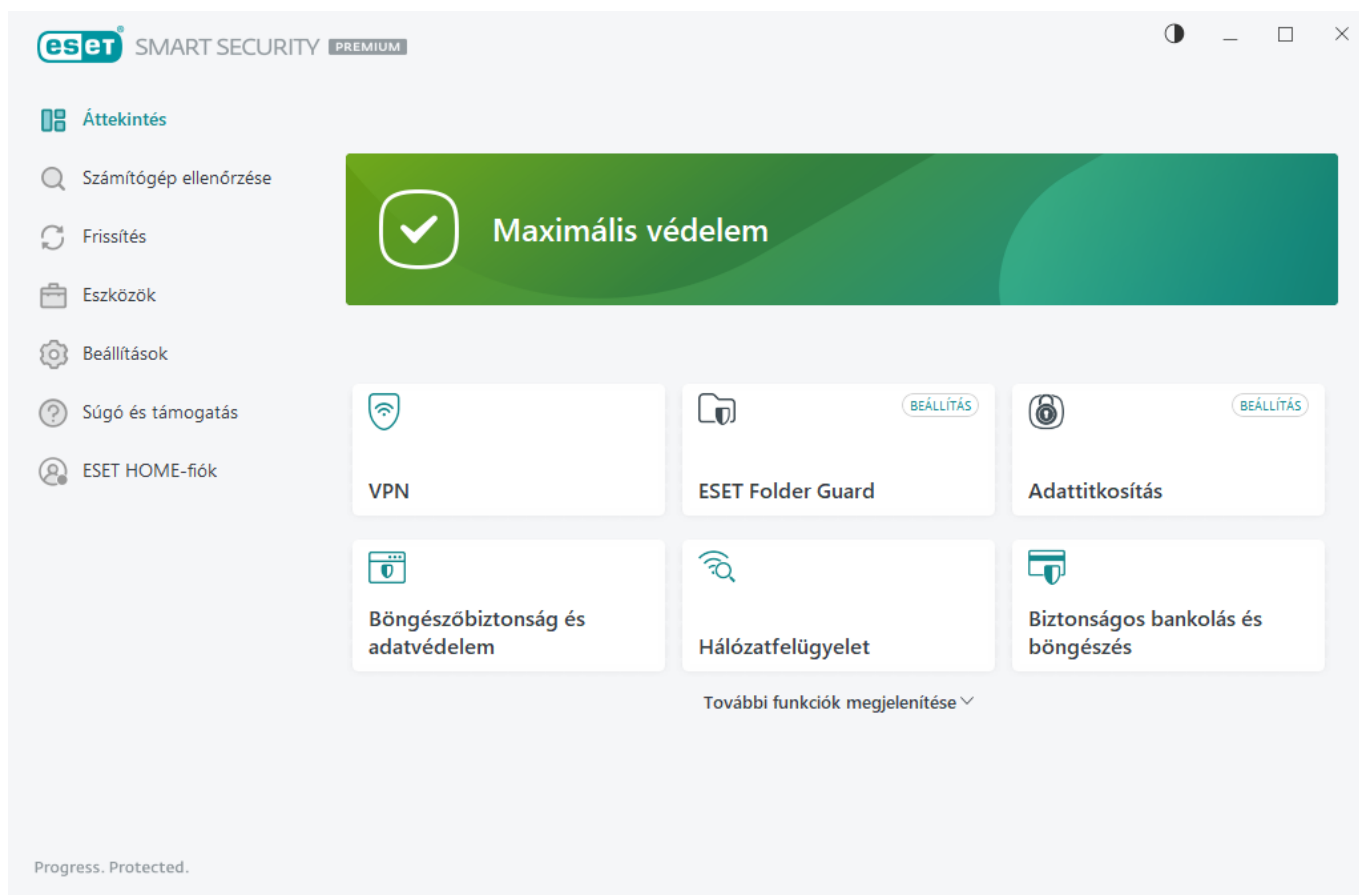 eset® SMART SECURITY PREMIUM
Áttekintés
Számítógép ellenőrzése
Frissítés
Eszközök
Beállítások
Súgó és támogatás
ESET HOME-fiók
Maximális védelem
VPN
BEÁLLÍTÁS
ESET Folder Guard
BEÁLLÍTÁS
Adattitkosítás
Böngészőbiztonság és
adatvédelem
Hálózatfelügyelet
Biztonságos bankolás és
böngészés
További funkciók megjelenítése
Progress. Protected.